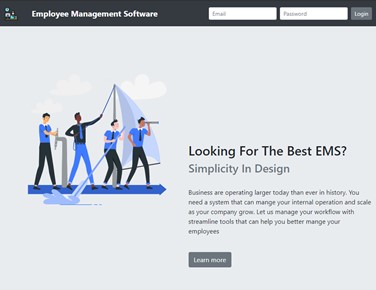 Employee Management Software
Email
Password
Login
Looking For The Best EMS?
Simplicity In Design
Business are operating larger today than ever in history. You
need a system that can mange your internal operation and scale
as your company grow. Let us manage your workflow with
streamline tools that can help you better mange your
employees
Learn more